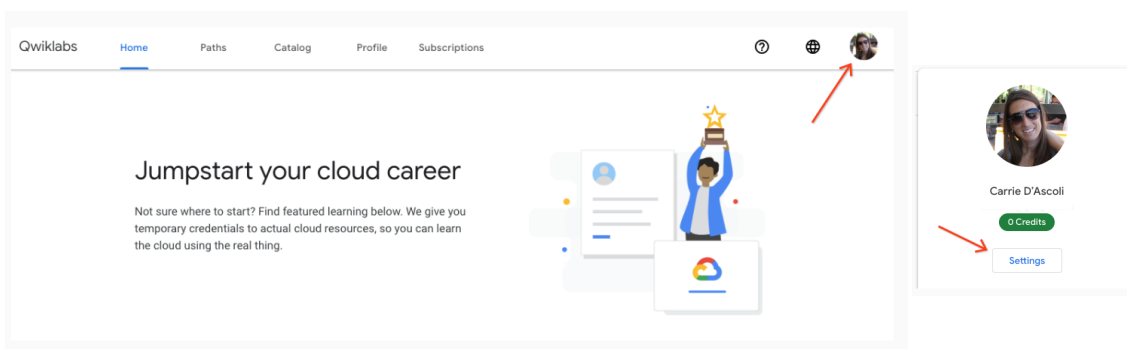 Qwiklabs Home Paths Catalog Profile Subscriptions
Jumpstart your cloud career
Not sure where to start? Find featured learning below. We give you
temporary credentials to actual cloud resources, so you can learn
the cloud using the real thing.
Carrie D'Ascoli
0 Credits
Settings